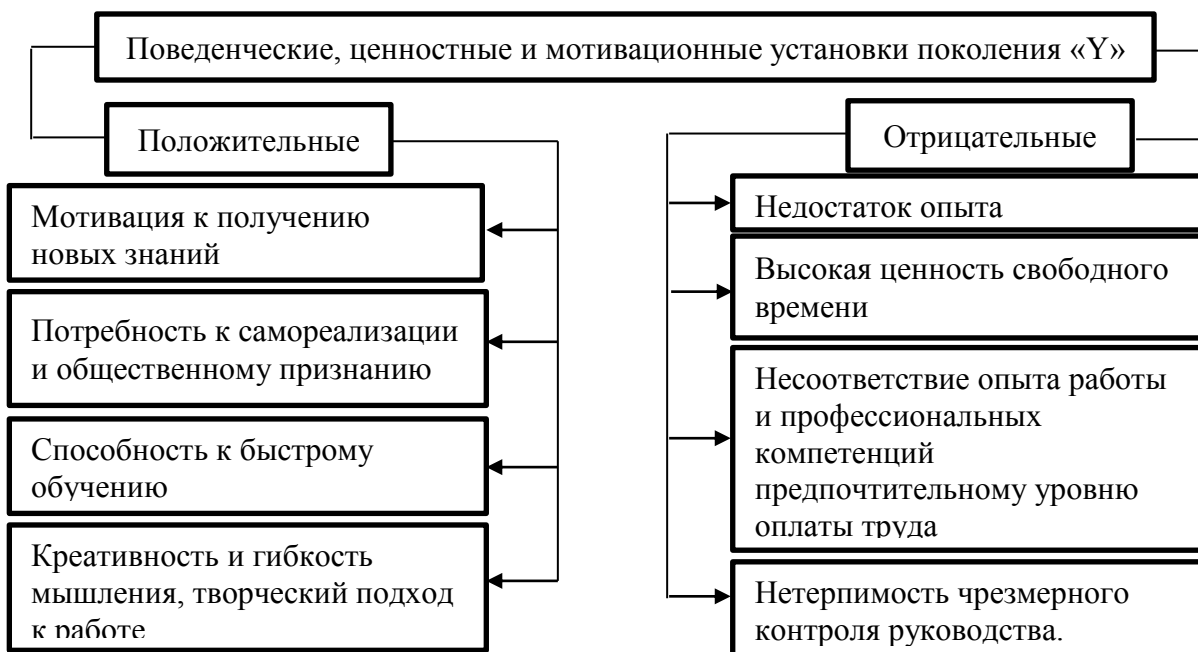 Поведенческие, ценностные и мотивационные установки поколения «Y»
Положительные
Мотивация к получению
новых знаний
Потребность к самореализации
и общественному признанию
Способность к быстрому
обучению
Креативность и гибкость
мышления, творческий подход
к работе
Отрицательные
Недостаток опыта
Высокая ценность свободного
времени
Несоответствие опыта работы
и профессиональных
компетенций
предпочтительному уровню
оплаты труда
Нетерпимость чрезмерного
контроля руководства.